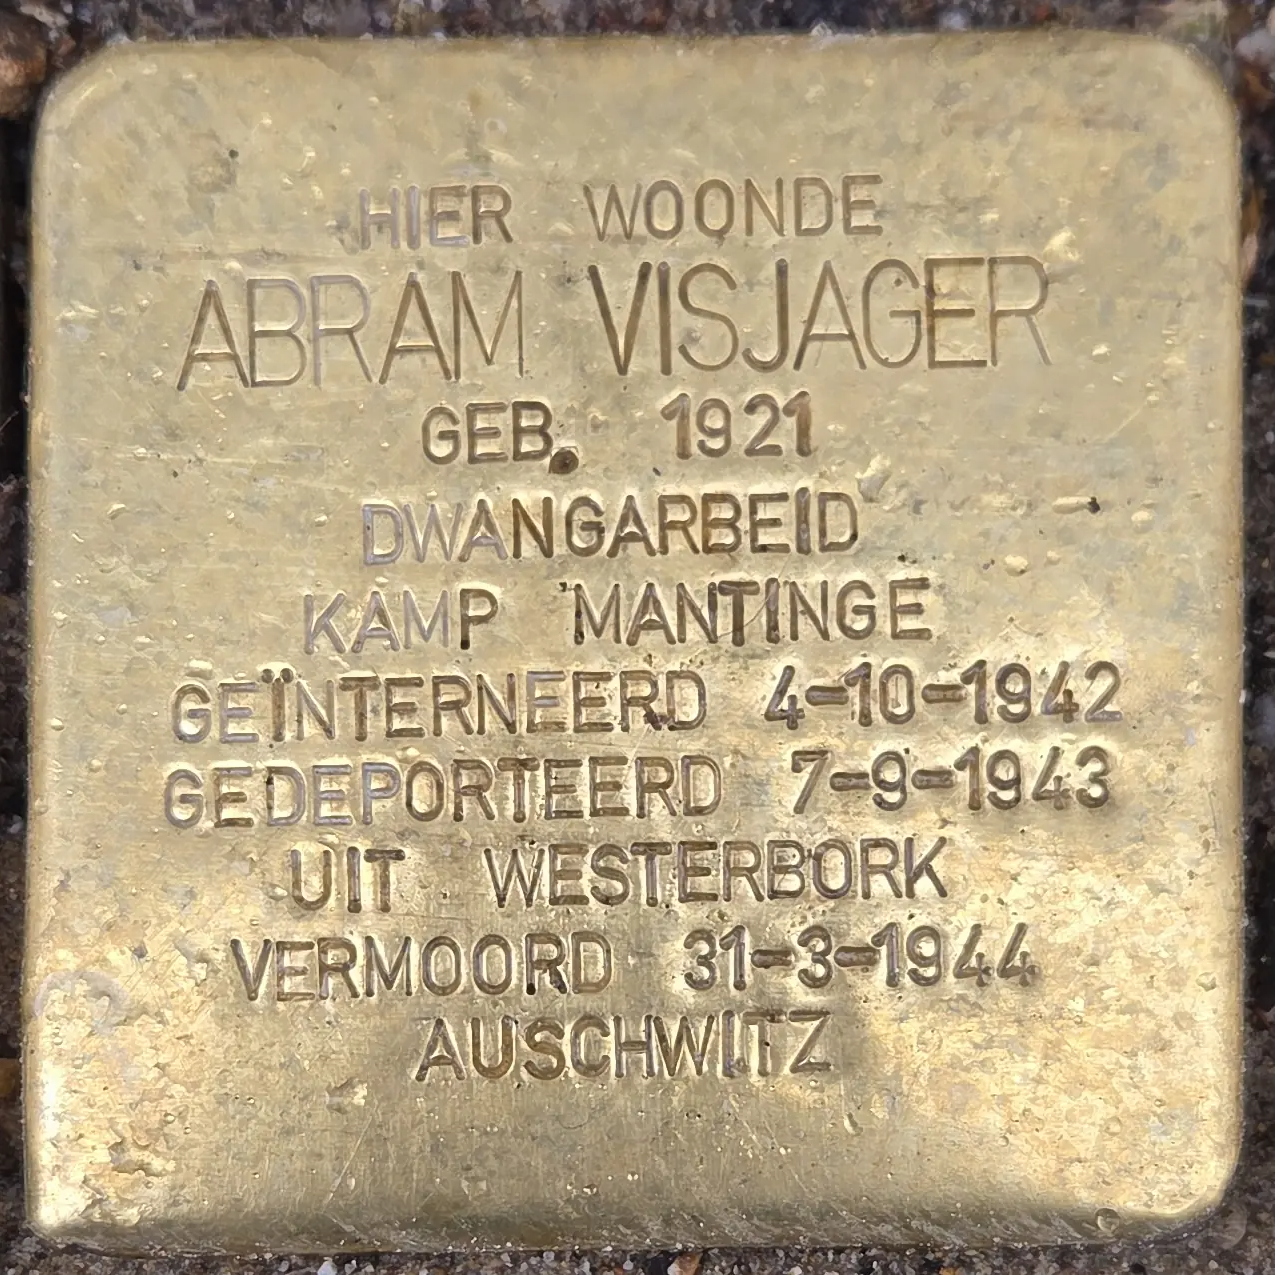 HIER WOONDE
ABRAM VISJAGER
GEB. 1921
DWANGARBEID
KAMP MANTINGE
GEÏNTERNEERD 4-10-1942
GEDEPORTEERD 7-9-1943
UIT WESTERBORK
VERMOORD 31-3-1944
AUSCHWITZ